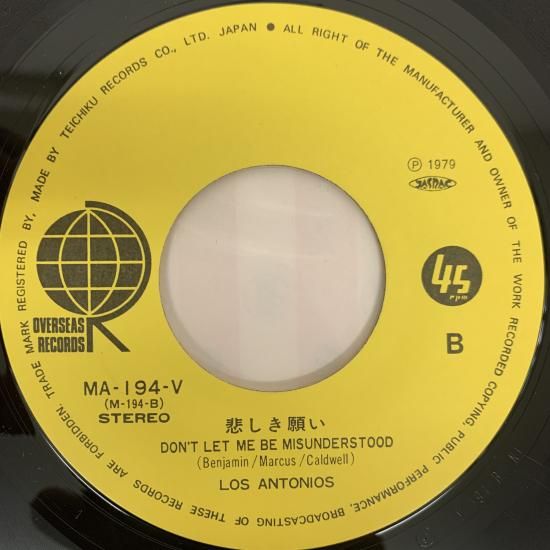 TRADE MARK REGISTERED BY, MADE BY TEICHIKU RECORDS CO., LTD. JAPAN ● ALL RIGHT OF THE MANUFACTURER AND OWNER OF THE WORK RECORDED COPYING, PUBLIC PERFORMANCE, BROADCASTING OF THESE RECORDS ARE FORBIDDEN.
Ⓟ 1979
JASRAC
OVERSEAS
RECORDS
45
rpm
B
MA-194-V
(M-194-B)
STEREO
悲しき願い
DON'T LET ME BE MISUNDERSTOOD
(Benjamin/Marcus/Caldwell)
LOS ANTONIOS